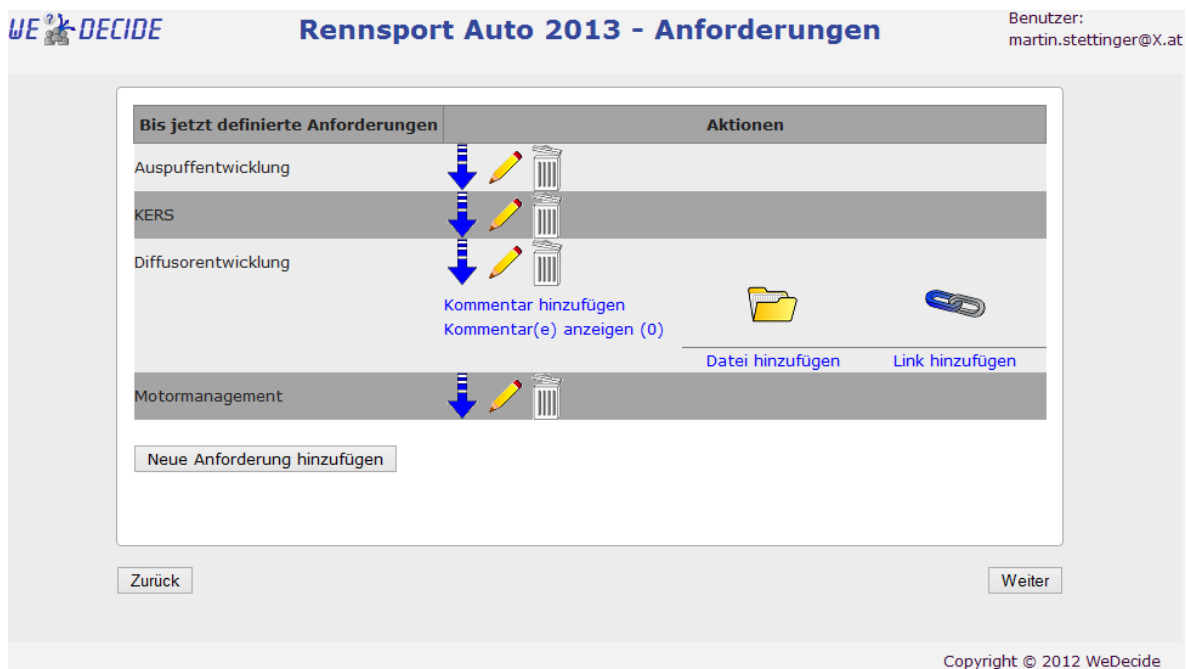 WE ? DECIDE
Rennsport Auto 2013 - Anforderungen
Benutzer:
martin.stettinger@X.at
Bis jetzt definierte Anforderungen
Aktionen
Auspuffentwicklung
KERS
Diffusorentwicklung
Kommentar hinzufügen
Kommentar(e) anzeigen (0)
Datei hinzufügen
Link hinzufügen
Motormanagement
Neue Anforderung hinzufügen
Zurück
Weiter
Copyright © 2012 WeDecide